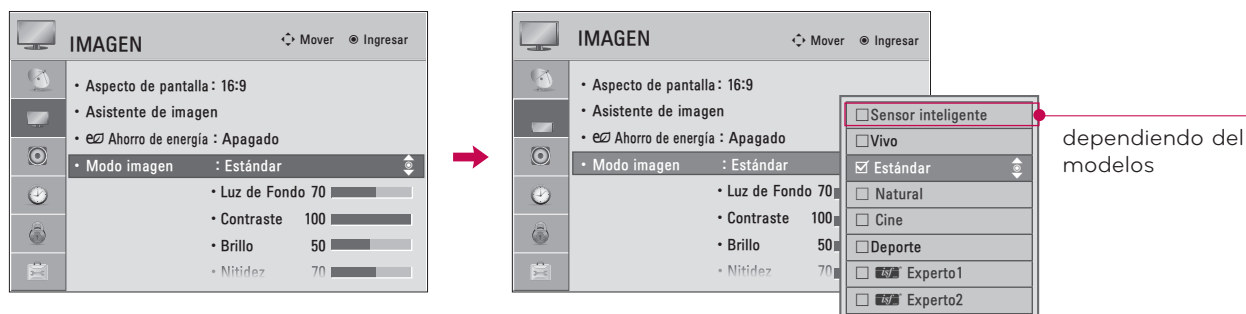 IMAGEN
Mover
Ingresar
• Aspecto de pantalla : 16:9
• Asistente de imagen
• Ahorro de energía : Apagado
• Modo imagen : Estándar
• Luz de Fondo 70
• Contraste 100
• Brillo 50
• Nitidez 70
IMAGEN
Mover
Ingresar
• Aspecto de pantalla : 16:9
• Asistente de imagen
• Ahorro de energía : Apagado
• Modo imagen : Estándar
• Luz de Fondo 70
• Contraste 100
• Brillo 50
• Nitidez 70
Sensor inteligente
Vivo
Estándar
Natural
Cine
Deporte
isf Experto1
isf Experto2
dependiendo del
modelos